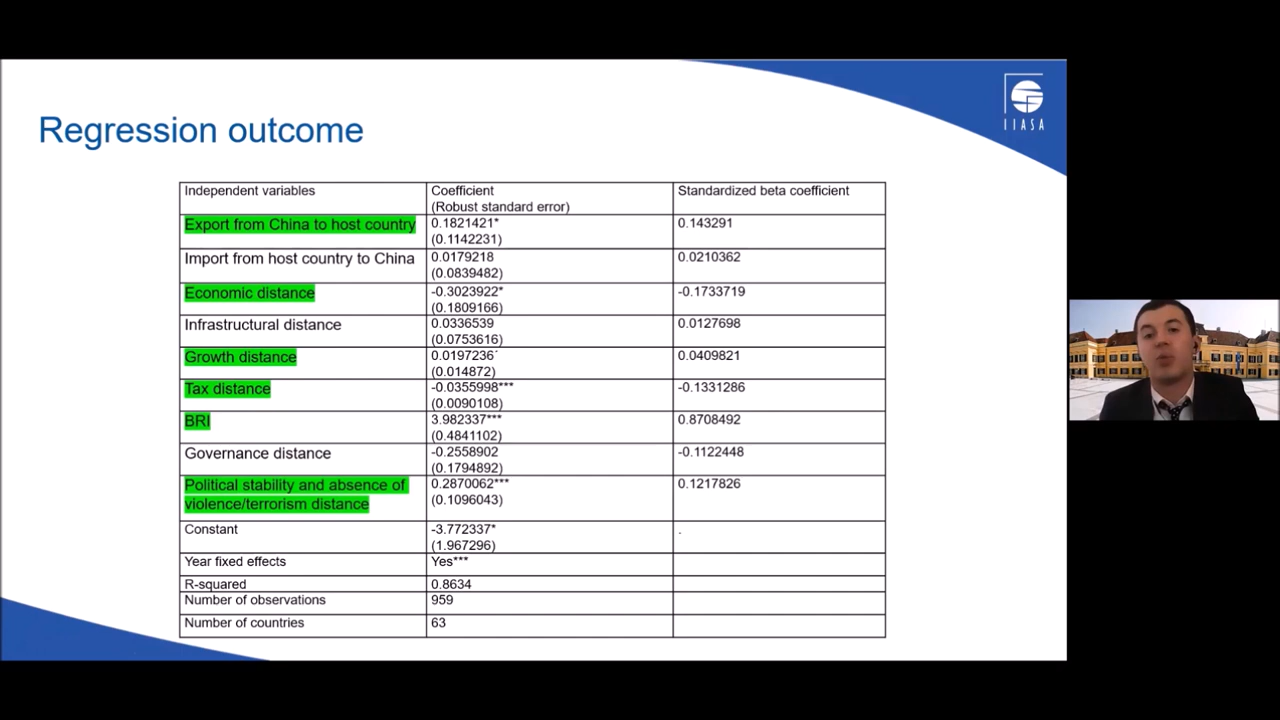 IIASA
Regression outcome
Independent variables
Coefficient
(Robust standard error)
Standardized beta coefficient
Export from China to host country
0.1821421*
(0.1142231)
0.143291
Import from host country to China
0.0179218
(0.0839482)
0.0210362
Economic distance
-0.3023922*
(0.1809166)
-0.1733719
Infrastructural distance
0.0336539
(0.0753616)
0.0127698
Growth distance
0.0197236˙
(0.014872)
0.0409821
Tax distance
-0.0355998***
(0.0090108)
-0.1331286
BRI
3.982337***
(0.4841102)
0.8708492
Governance distance
-0.2558902
(0.1794892)
-0.1122448
Political stability and absence of
violence/terrorism distance
0.2870062***
(0.1096043)
0.1217826
Constant
-3.772337*
(1.967296)
.
Year fixed effects
Yes***
R-squared
0.8634
Number of observations
959
Number of countries
63